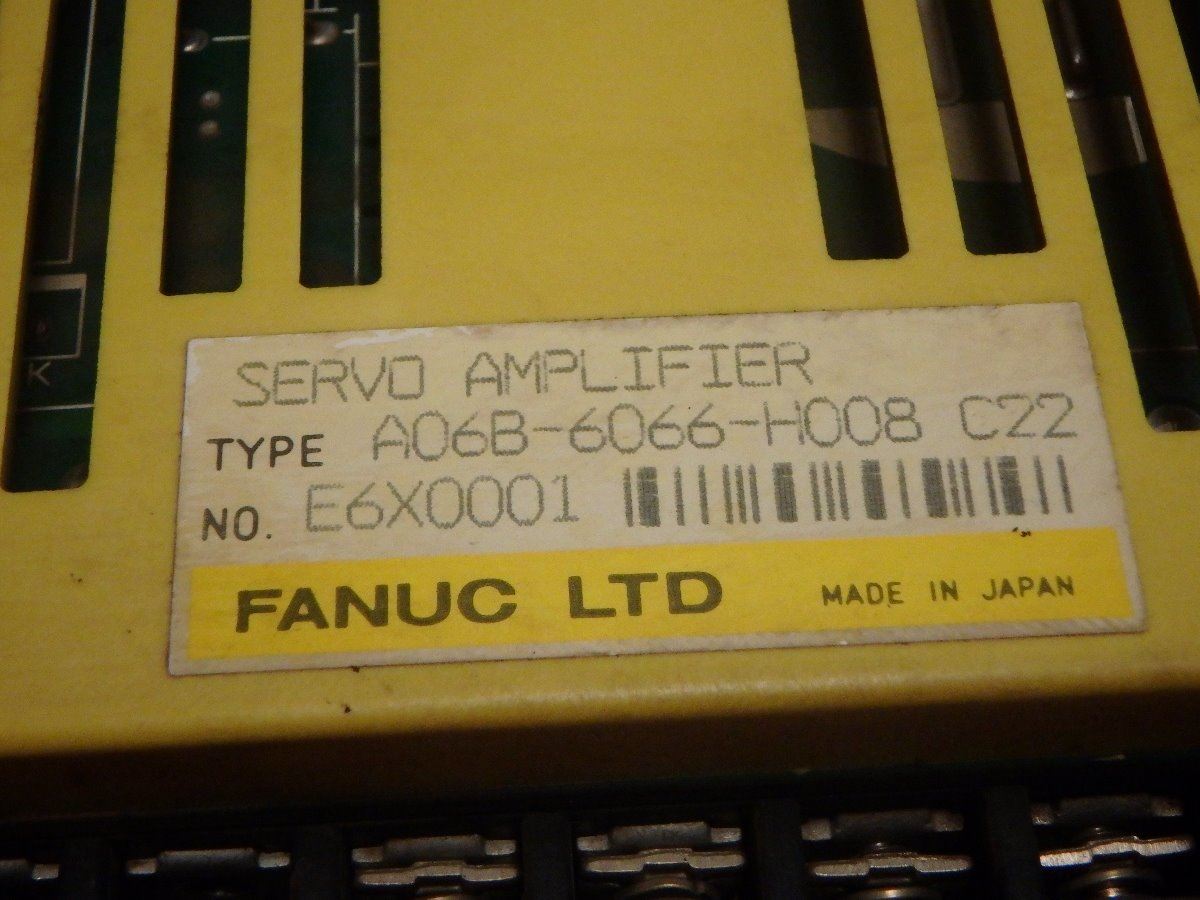 SERVO AMPLIFIER
TYPE A06B-6066-H008 C22
NO. E6X0001
FANUC LTD MADE IN JAPAN
K